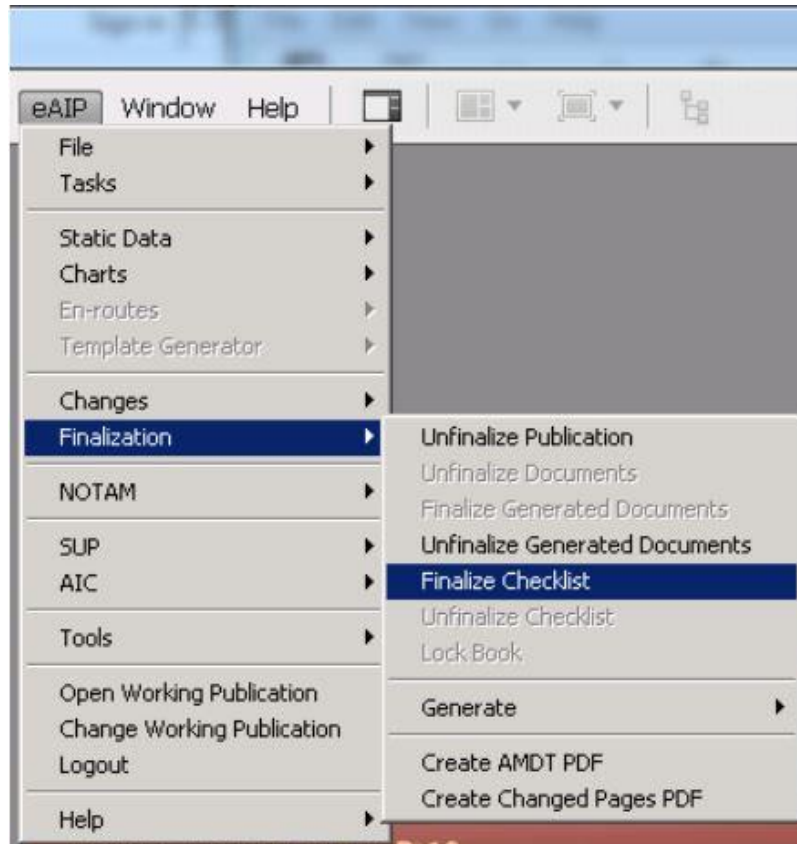 eAIP Window Help
File
Tasks
Static Data
Charts
En-routes
Template Generator
Changes
Finalization
NOTAM
SUP
AIC
Tools
Open Working Publication
Change Working Publication
Logout
Help
Unfinalize Publication
Unfinalize Documents
Finalize Generated Documents
Unfinalize Generated Documents
Finalize Checklist
Unfinalize Checklist
Lock Book
Generate
Create AMDT PDF
Create Changed Pages PDF